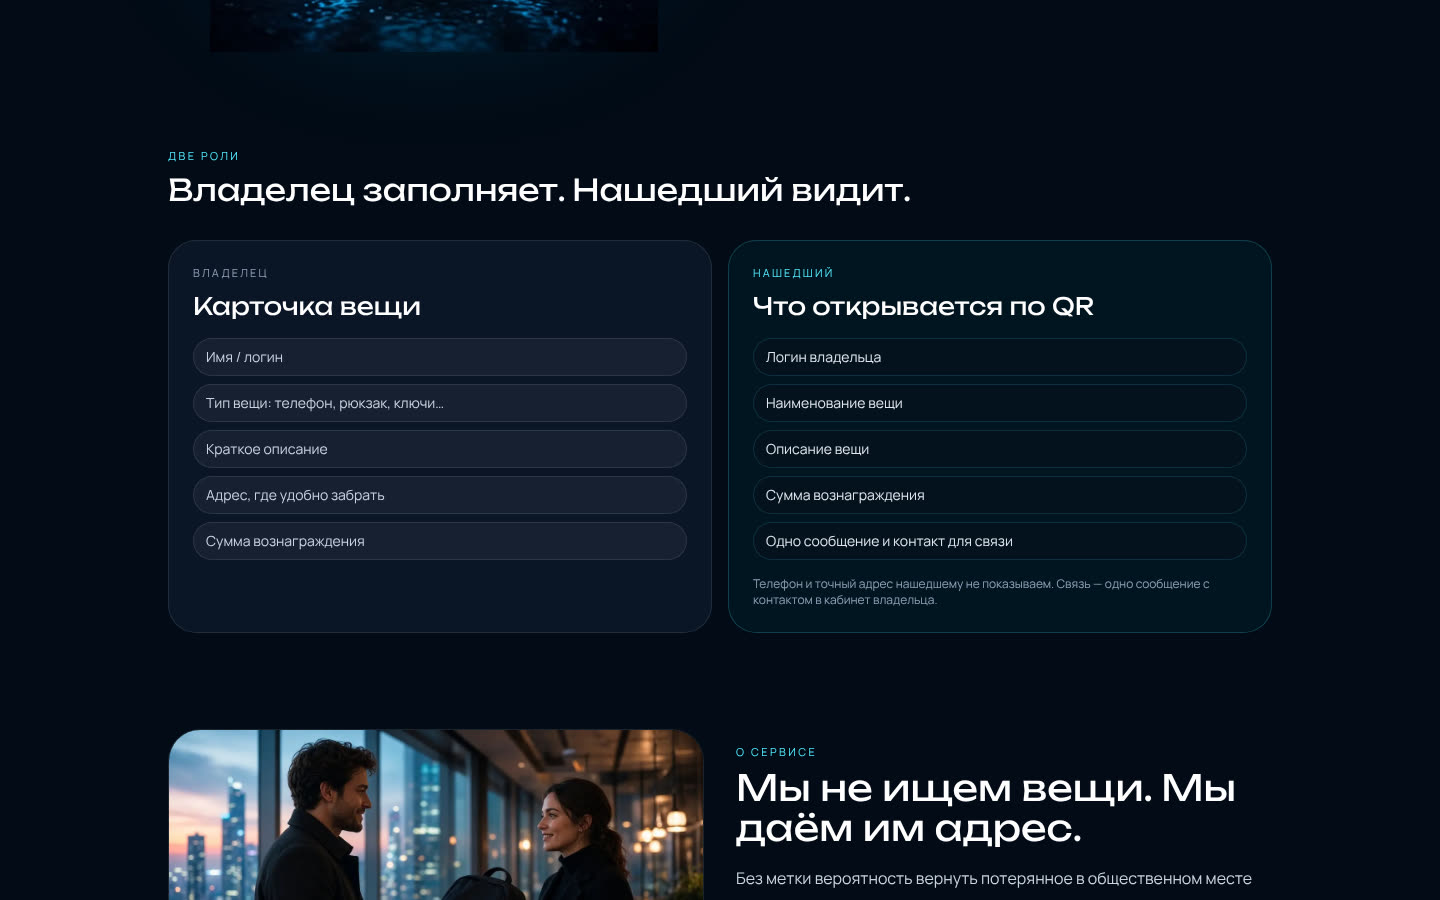 ДВЕ РОЛИ
Владелец заполняет. Нашедший видит.
ВЛАДЕЛЕЦ
Карточка вещи
Имя / логин
Тип вещи: телефон, рюкзак, ключи…
Краткое описание
Адрес, где удобно забрать
Сумма вознаграждения
НАШЕДШИЙ
Что открывается по QR
Логин владельца
Наименование вещи
Описание вещи
Сумма вознаграждения
Одно сообщение и контакт для связи
Телефон и точный адрес нашедшему не показываем. Связь — одно сообщение с
контактом в кабинет владельца.
О СЕРВИСЕ
Мы не ищем вещи. Мы
даём им адрес.
Без метки вероятность вернуть потерянное в общественном месте